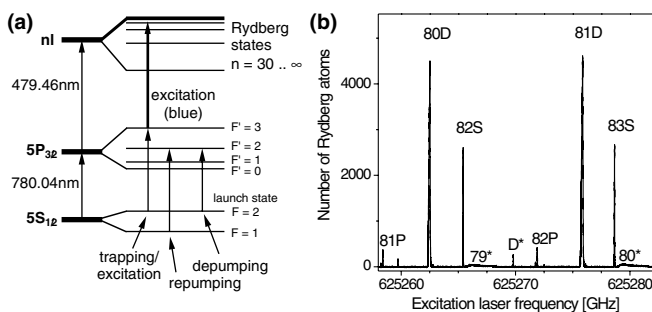 (a)
nl
Rydberg
states
n = 30 .. ∞
479.46nm
excitation
(blue)
F' = 3
F' = 2
F' = 1
F' = 0
5P3/2
780.04nm
launch state
F = 2
F = 1
5S1/2
trapping/
excitation
repumping
depumping
(b)
Number of Rydberg atoms
4000
2000
0
80D
81D
82S
83S
81P
79*
D*
82P
80*
625260
625270
625280
Excitation laser frequency [GHz]